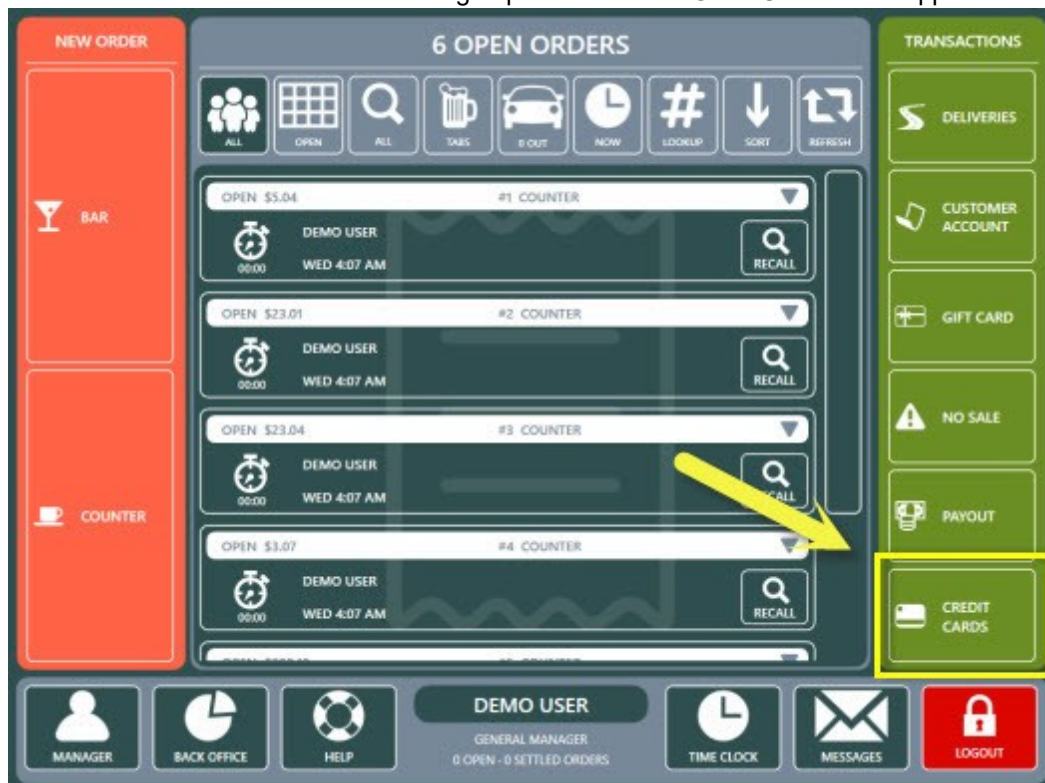 NEW ORDER
BAR
COUNTER
6 OPEN ORDERS
ALL
OPEN
ALL
TABS
0 OUT
NOW
#
LOOKUP
SORT
REFRESH
OPEN $5.04 #1 COUNTER
DEMO USER
00:00 WED 4:07 AM
RECALL
OPEN $23.01 #2 COUNTER
DEMO USER
00:00 WED 4:07 AM
RECALL
OPEN $23.04 #3 COUNTER
DEMO USER
00:00 WED 4:07 AM
OPEN $3.07 #4 COUNTER
DEMO USER
00:00 WED 4:07 AM
RECALL
TRANSACTIONS
DELIVERIES
CUSTOMER
ACCOUNT
GIFT CARD
NO SALE
PAYOUT
CREDIT
CARDS
MANAGER
BACK OFFICE
HELP
DEMO USER
GENERAL MANAGER
0 OPEN - 0 SETTLED ORDERS
TIME CLOCK
MESSAGES
LOGOUT